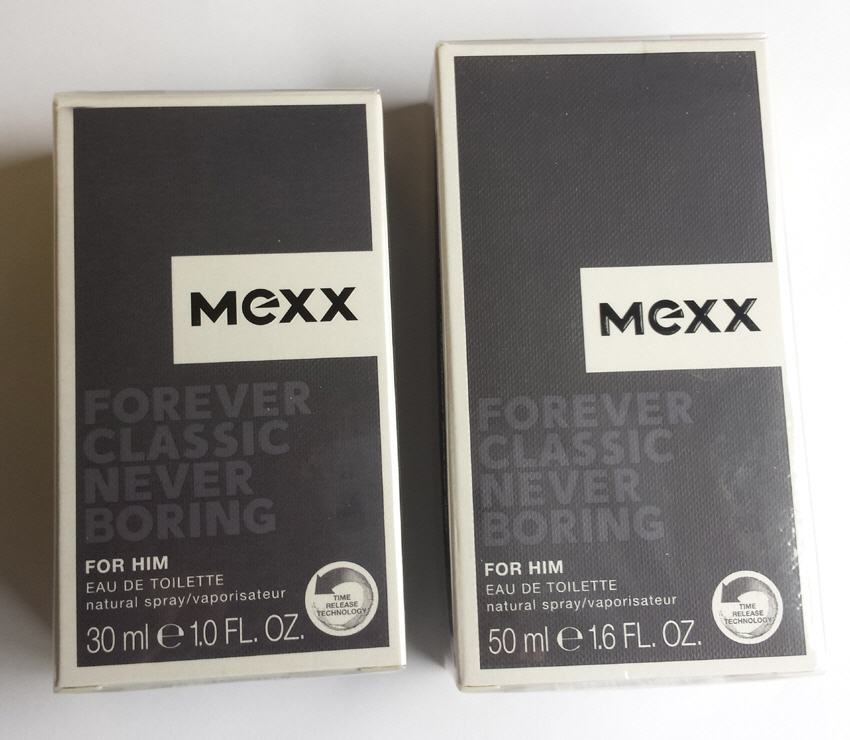 MEXX
FOREVER
CLASSIC
NEVER
BORING
FOR HIM
EAU DE TOILETTE
natural spray/vaporisateur
30 ml ℮ 1.0 FL. OZ.
TIME
RELEASE
TECHNOLOGY
MEXX
FOREVER
CLASSIC
NEVER
BORING
FOR HIM
EAU DE TOILETTE
natural spray/vaporisateur
50 ml ℮ 1.6 FL. OZ.
TIME
RELEASE
TECHNOLOGY